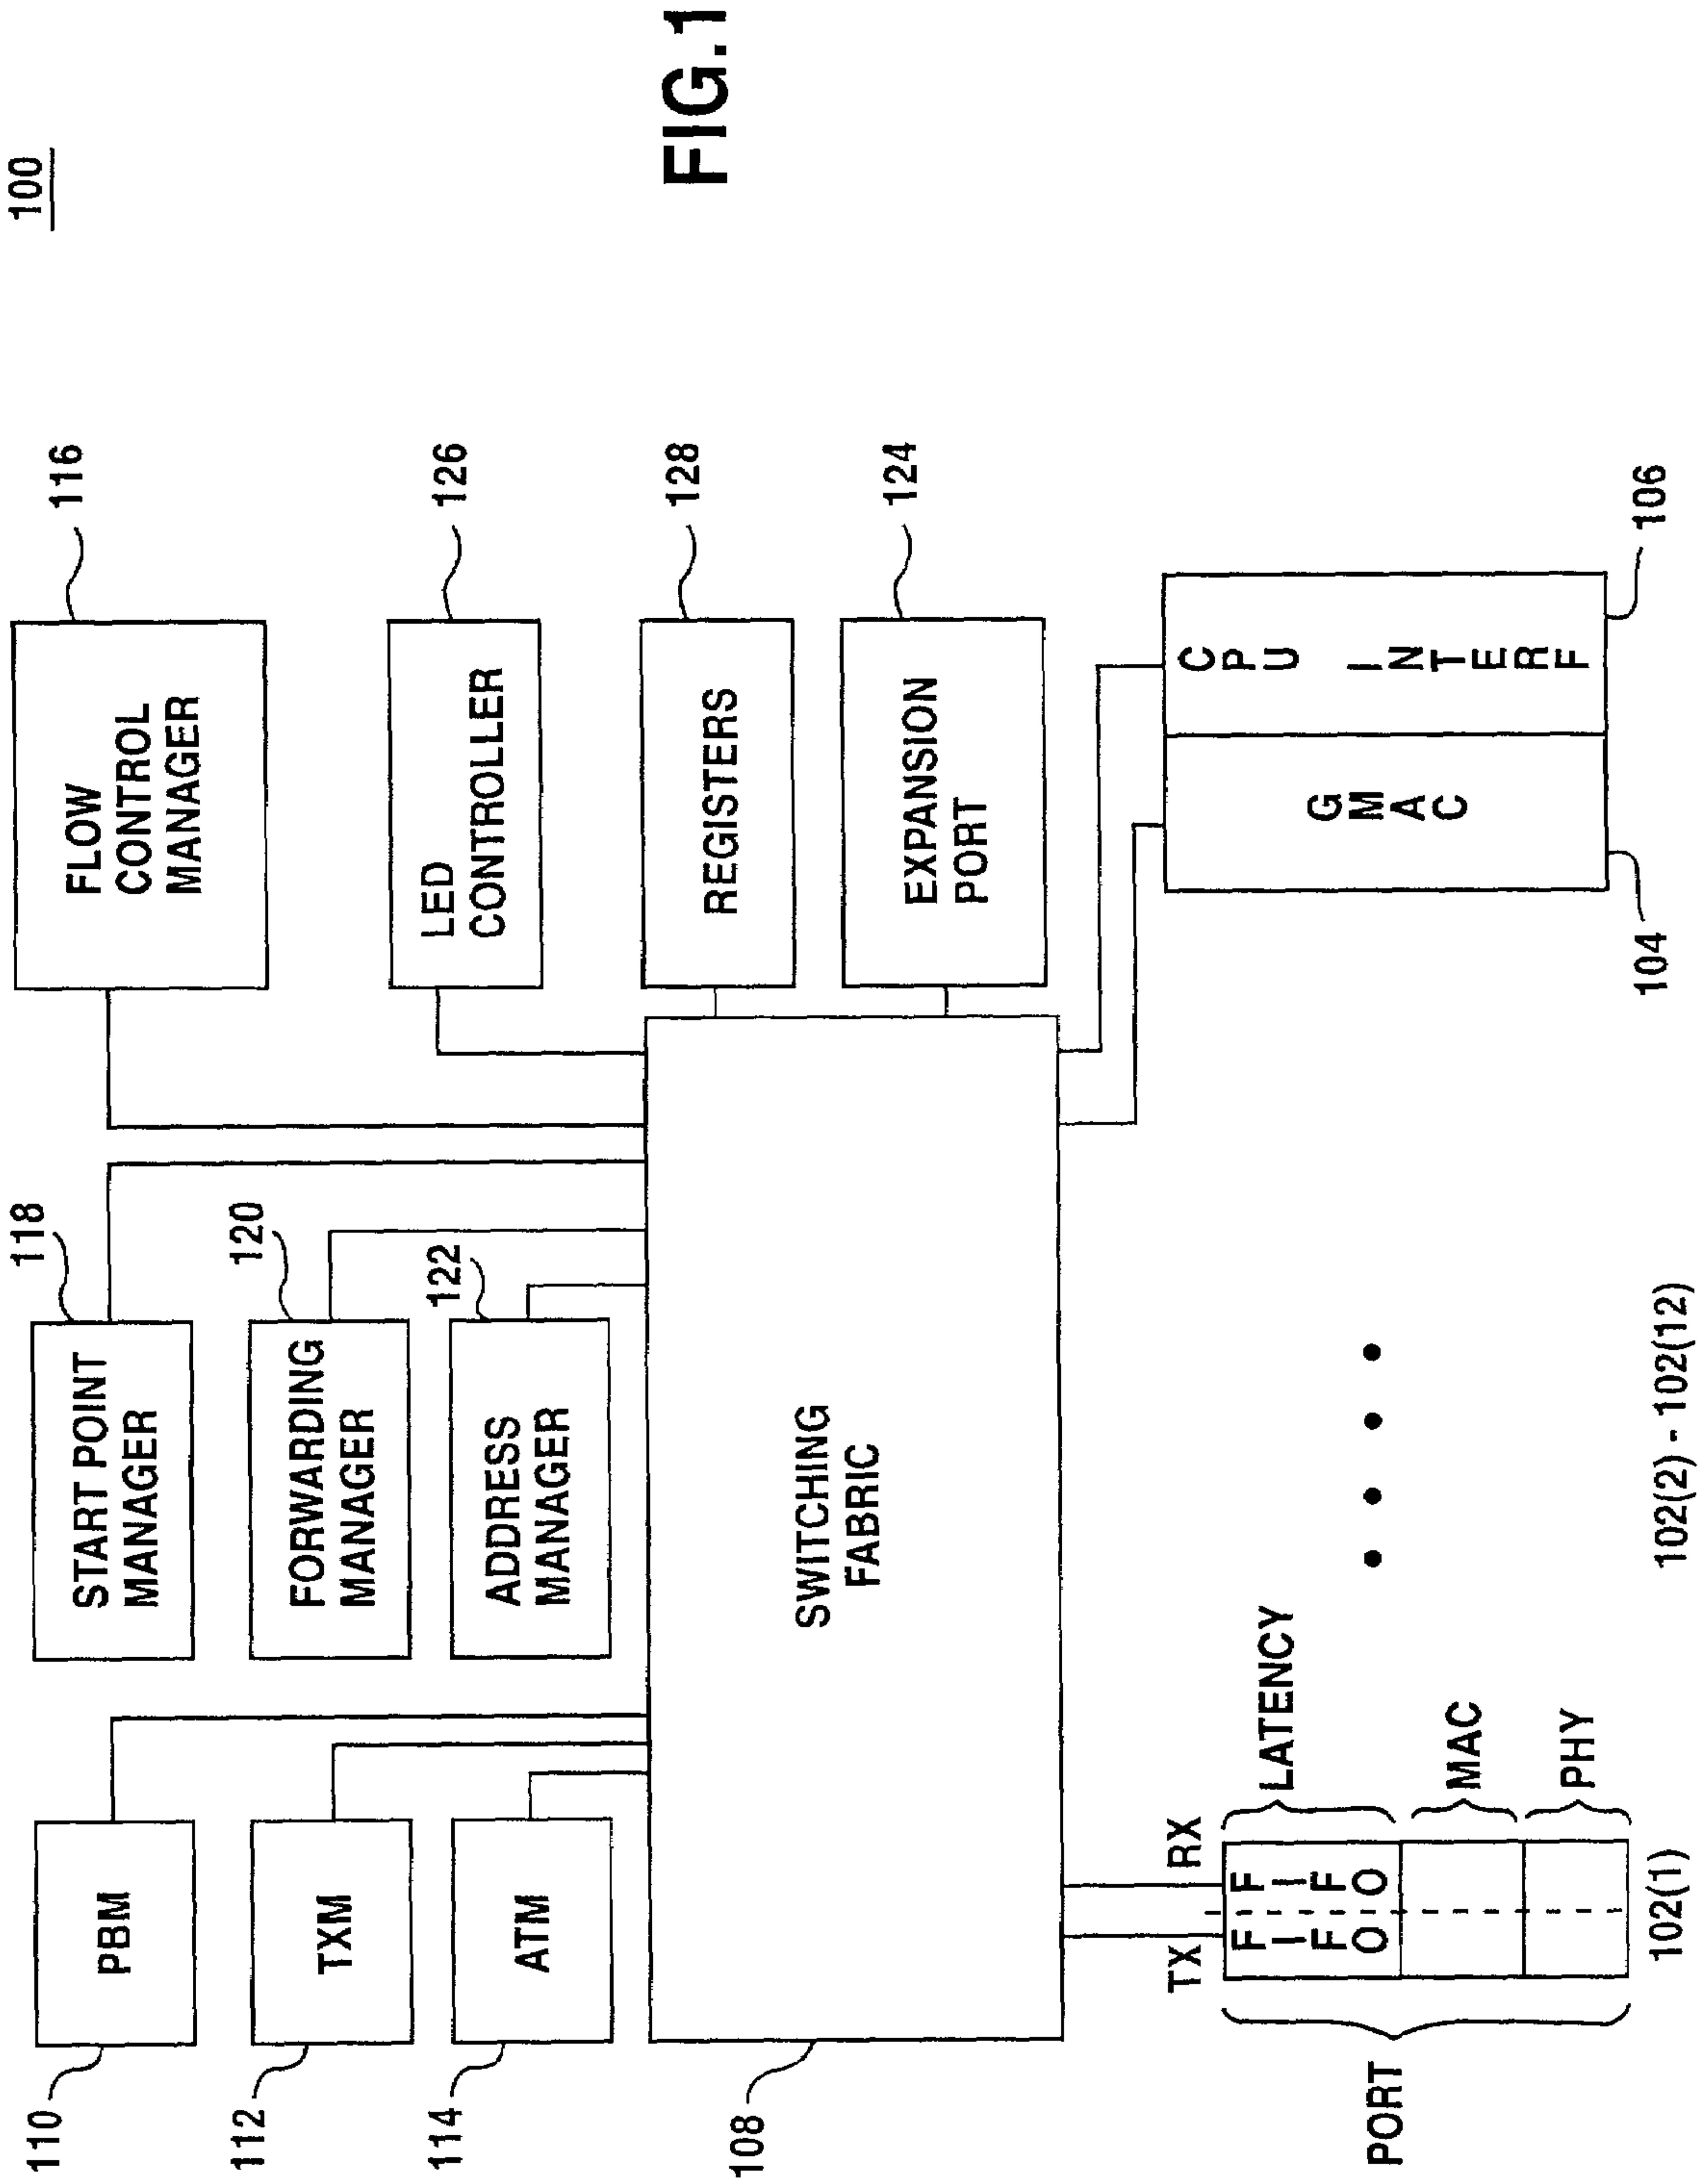 100
110
PBM
118
START POINT
MANAGER
116
FLOW
CONTROL
MANAGER
112
TXM
120
FORWARDING
MANAGER
126
LED
CONTROLLER
114
ATM
122
ADDRESS
MANAGER
128
REGISTERS
124
EXPANSION
PORT
108
SWITCHING
FABRIC
FIG.1
TX
RX
FIFO
FIFO
LATENCY
MAC
PHY
PORT
102(1)
102(2) - 102(12)
GMAC
CPU INTERF
104
106